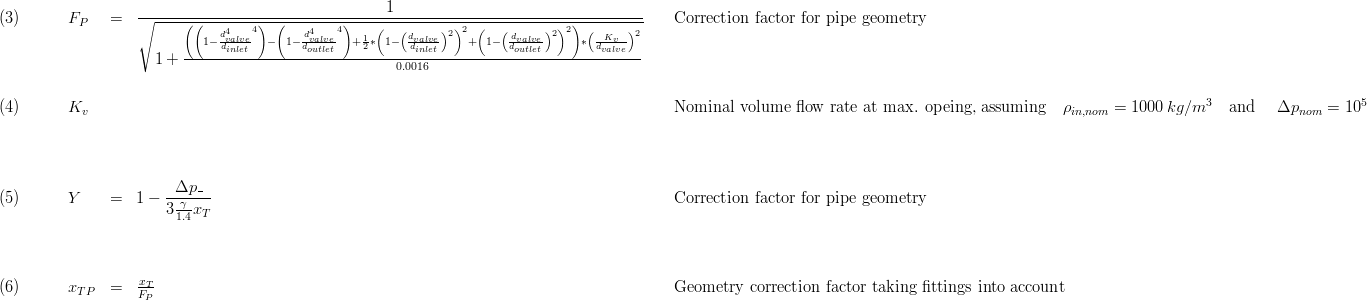 (3) F_P = \frac{1}{\sqrt{1+\frac{\left(\left(1-\frac{d_{valve}^4}{d_{inlet}}^4\right)-\left(1-\frac{d_{valve}^4}{d_{outlet}}^4\right)+\frac{1}{2}*\left(1-\left(\frac{d_{valve}}{d_{inlet}}\right)^2\right)^2+\left(1-\left(\frac{d_{valve}}{d_{outlet}}\right)^2\right)^2\right)*\left(\frac{K_v}{d_{valve}}\right)^2}{0.0016}}} Correction factor for pipe geometry
(4) K_v Nominal volume flow rate at max. opeing, assuming ρ_{in,nom} = 1000 kg/m^3 and Δp_{nom} = 10^5
(5) Y = 1 - \frac{Δp\_}{3\frac{γ}{1.4}x_T} Correction factor for pipe geometry
(6) x_{TP} = \frac{x_T}{F_P} Geometry correction factor taking fittings into account